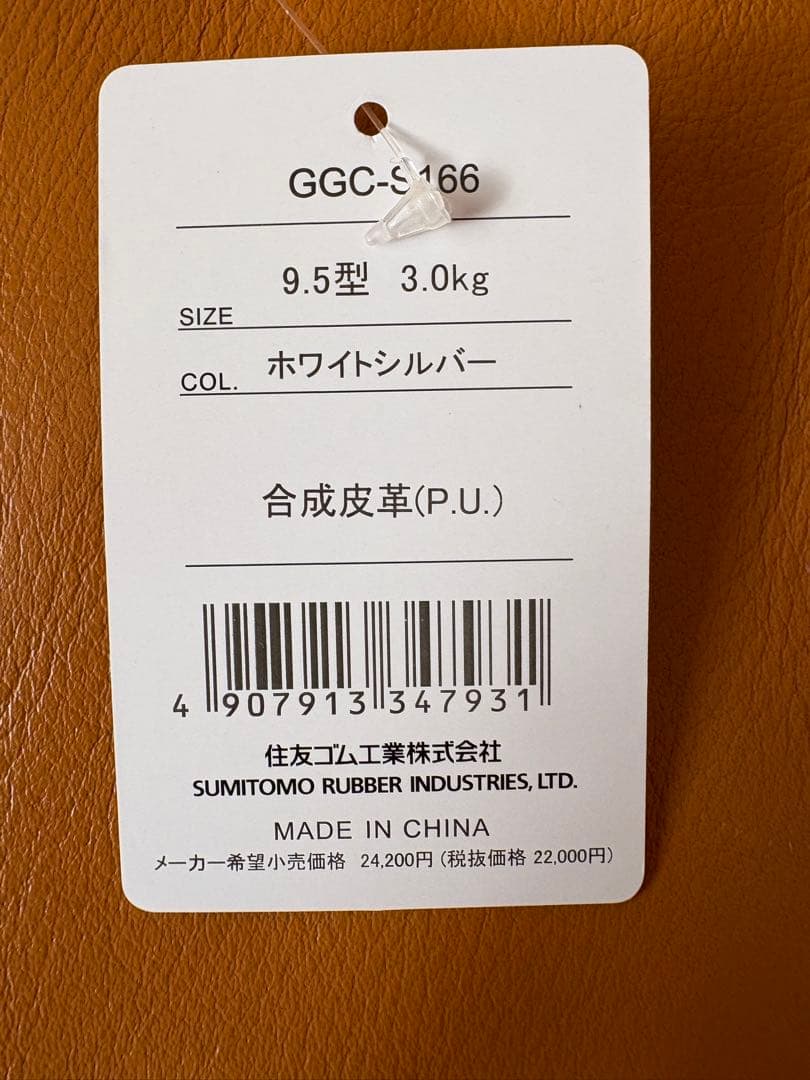 GGC-S166
9.5型 3.0kg
SIZE
COL. ホワイトシルバー
合成皮革(P.U.)
4 907913 347931
住友ゴム工業株式会社
SUMITOMO RUBBER INDUSTRIES, LTD.
MADE IN CHINA
メーカー希望小売価格 24,200円 (税抜価格 22,000円)